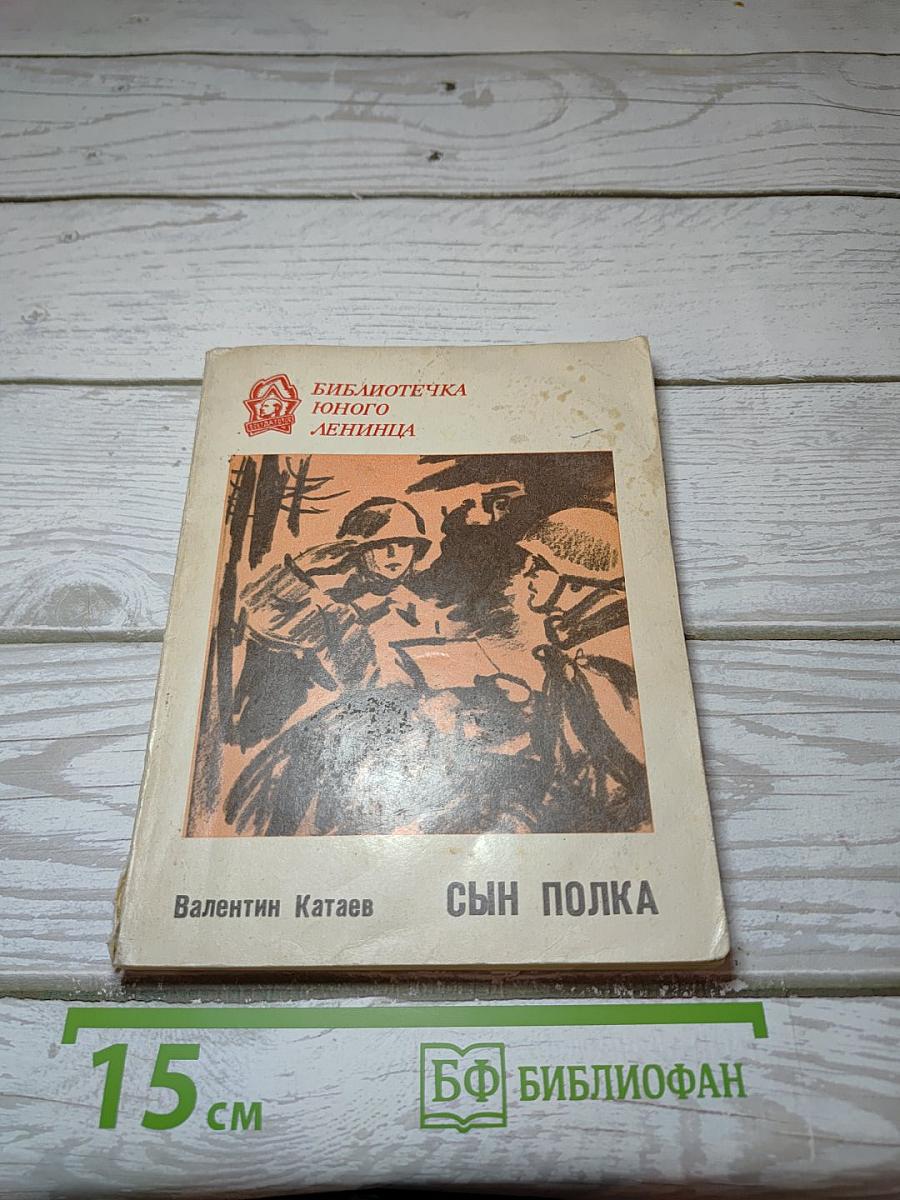 БИБЛИОТЕЧКА
ЮНОГО
ЛЕНИНЦА
Валентин Катаев
СЫН ПОЛКА
15 см
БФ БИБЛИОФАН